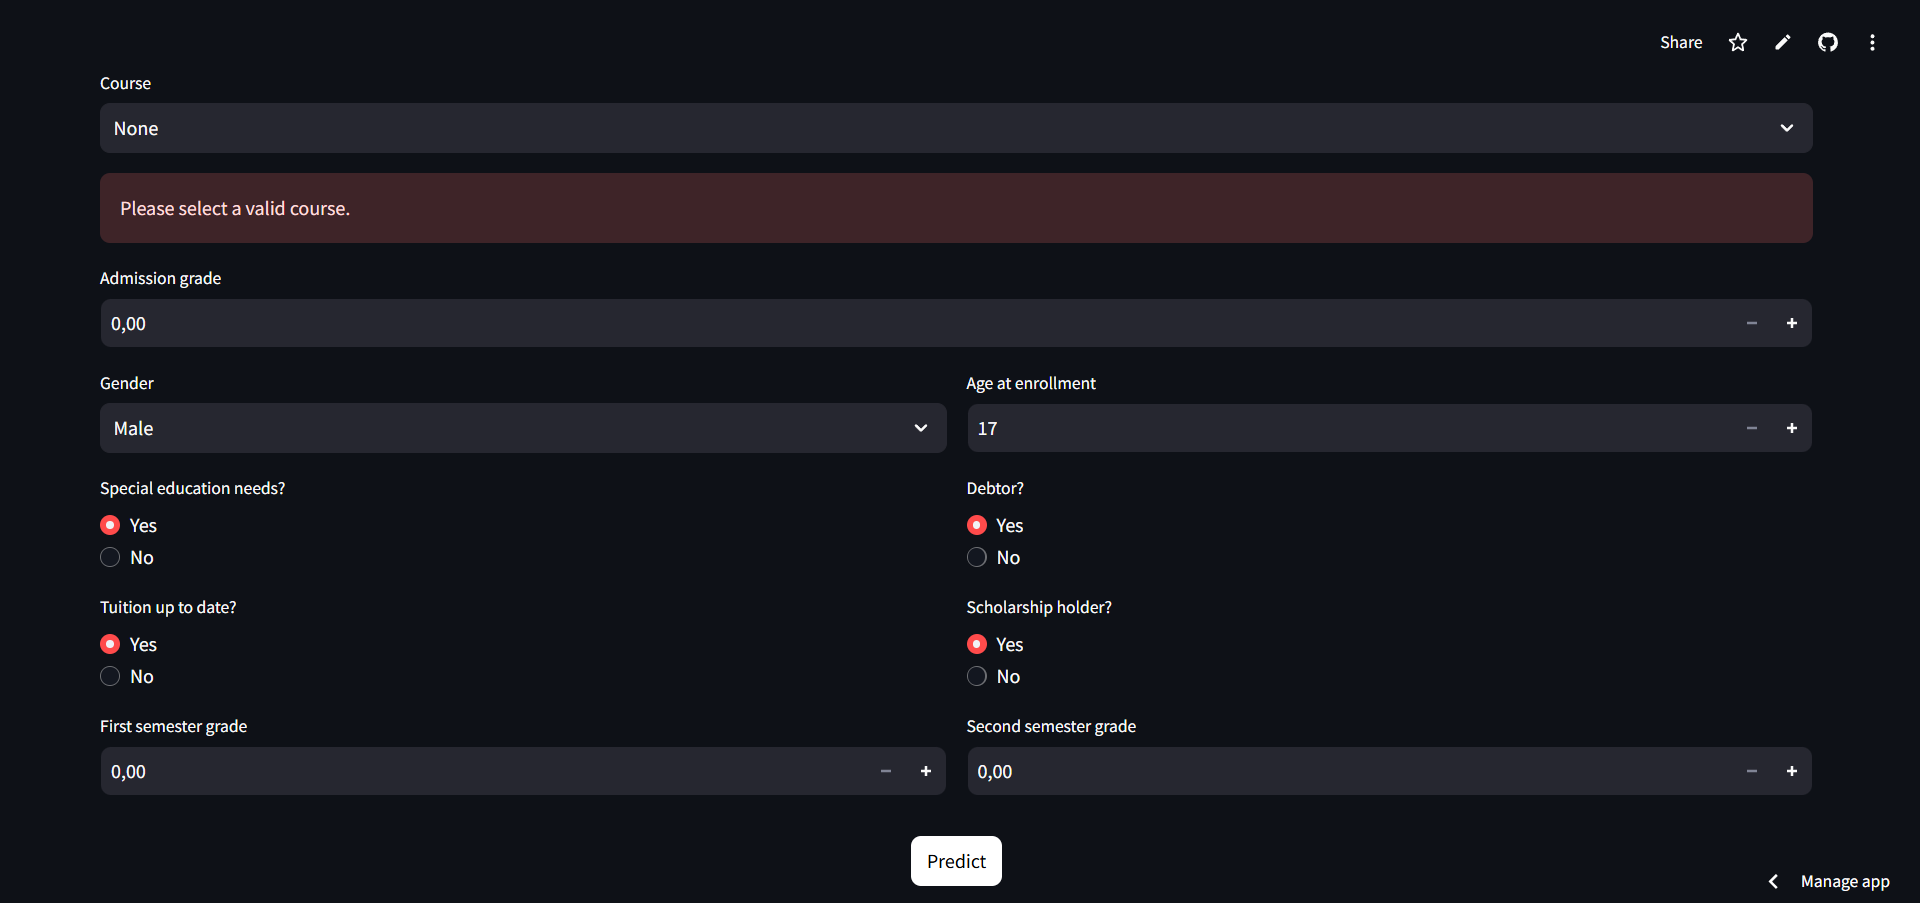 Share
Course
None
Please select a valid course.
Admission grade
0,00
Gender
Age at enrollment
Male
17
Special education needs?
Debtor?
Yes
Yes
No
No
Tuition up to date?
Scholarship holder?
Yes
Yes
No
No
First semester grade
Second semester grade
0,00
0,00
Predict
Manage app